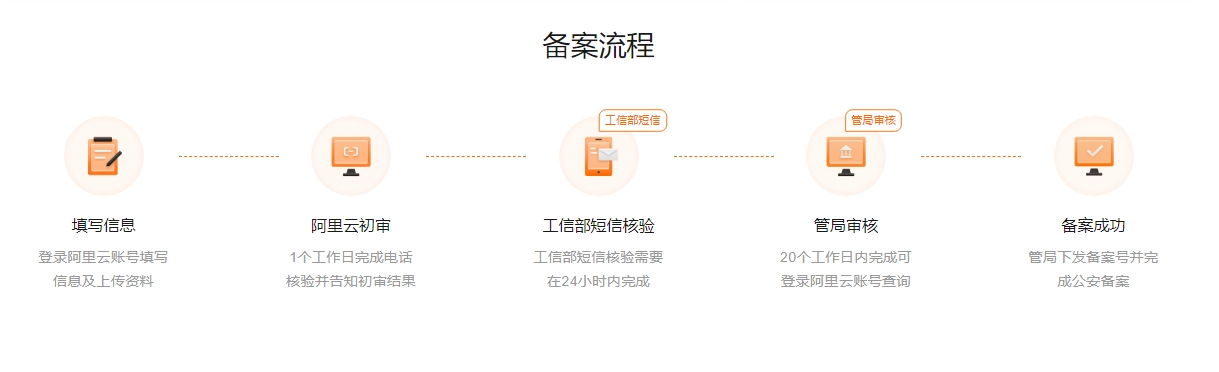 备案流程
工信部短信
管局审核
填写信息
阿里云初审
工信部短信核验
管局审核
备案成功
登录阿里云账号填写
信息及上传资料
1个工作日完成电话
核验并告知初审结果
工信部短信核验需要
在24小时内完成
20个工作日内完成可
登录阿里云账号查询
管局下发备案号并完
成公安备案